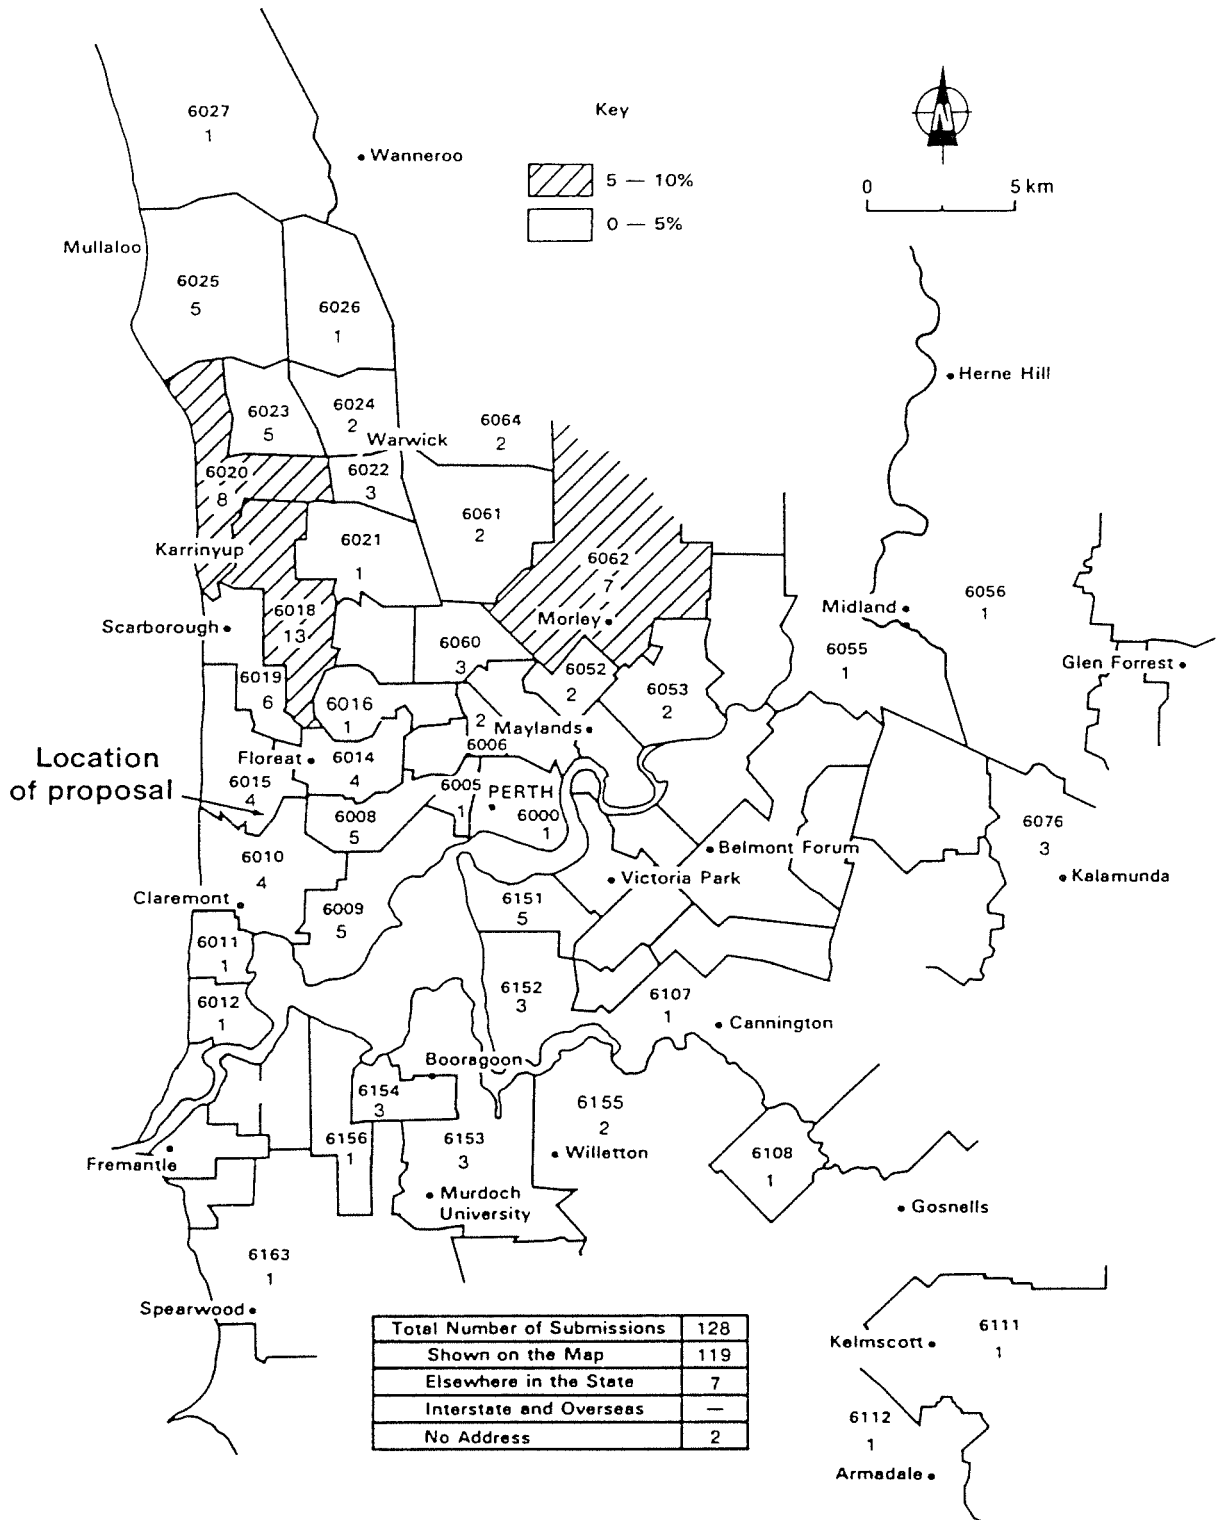 6027
1
Key
Wanneroo
5 — 10%
0 — 5%
N
0 5 km
Mullaloo
6025
5
6026
1
Herne Hill
6023
5
6024
2
Warwick
6064
2
6020
8
6022
3
6061
2
Karrinyup
6021
1
6062
7
6056
1
Midland
Scarborough
6018
13
Morley
6060
3
6055
1
Glen Forrest
6019
6
6016
1
6052
2
6053
2
2
6006
Maylands
Location
of proposal
Floreat
6014
4
6015
4
6005
1
PERTH
6000
1
6008
5
6076
3
Belmont Forum
6010
4
Victoria Park
Kalamunda
Claremont
6009
5
6151
5
6011
1
6012
1
6152
3
6107
1
Cannington
Booragoon
6154
3
6155
2
6156
1
6153
3
Willetton
6108
1
Fremantle
Murdoch
University
Gosnells
6163
1
Spearwood
Total Number of Submissions 128
Shown on the Map 119
Elsewhere in the State 7
Interstate and Overseas —
No Address 2
Kelmscott
6111
1
6112
1
Armadale